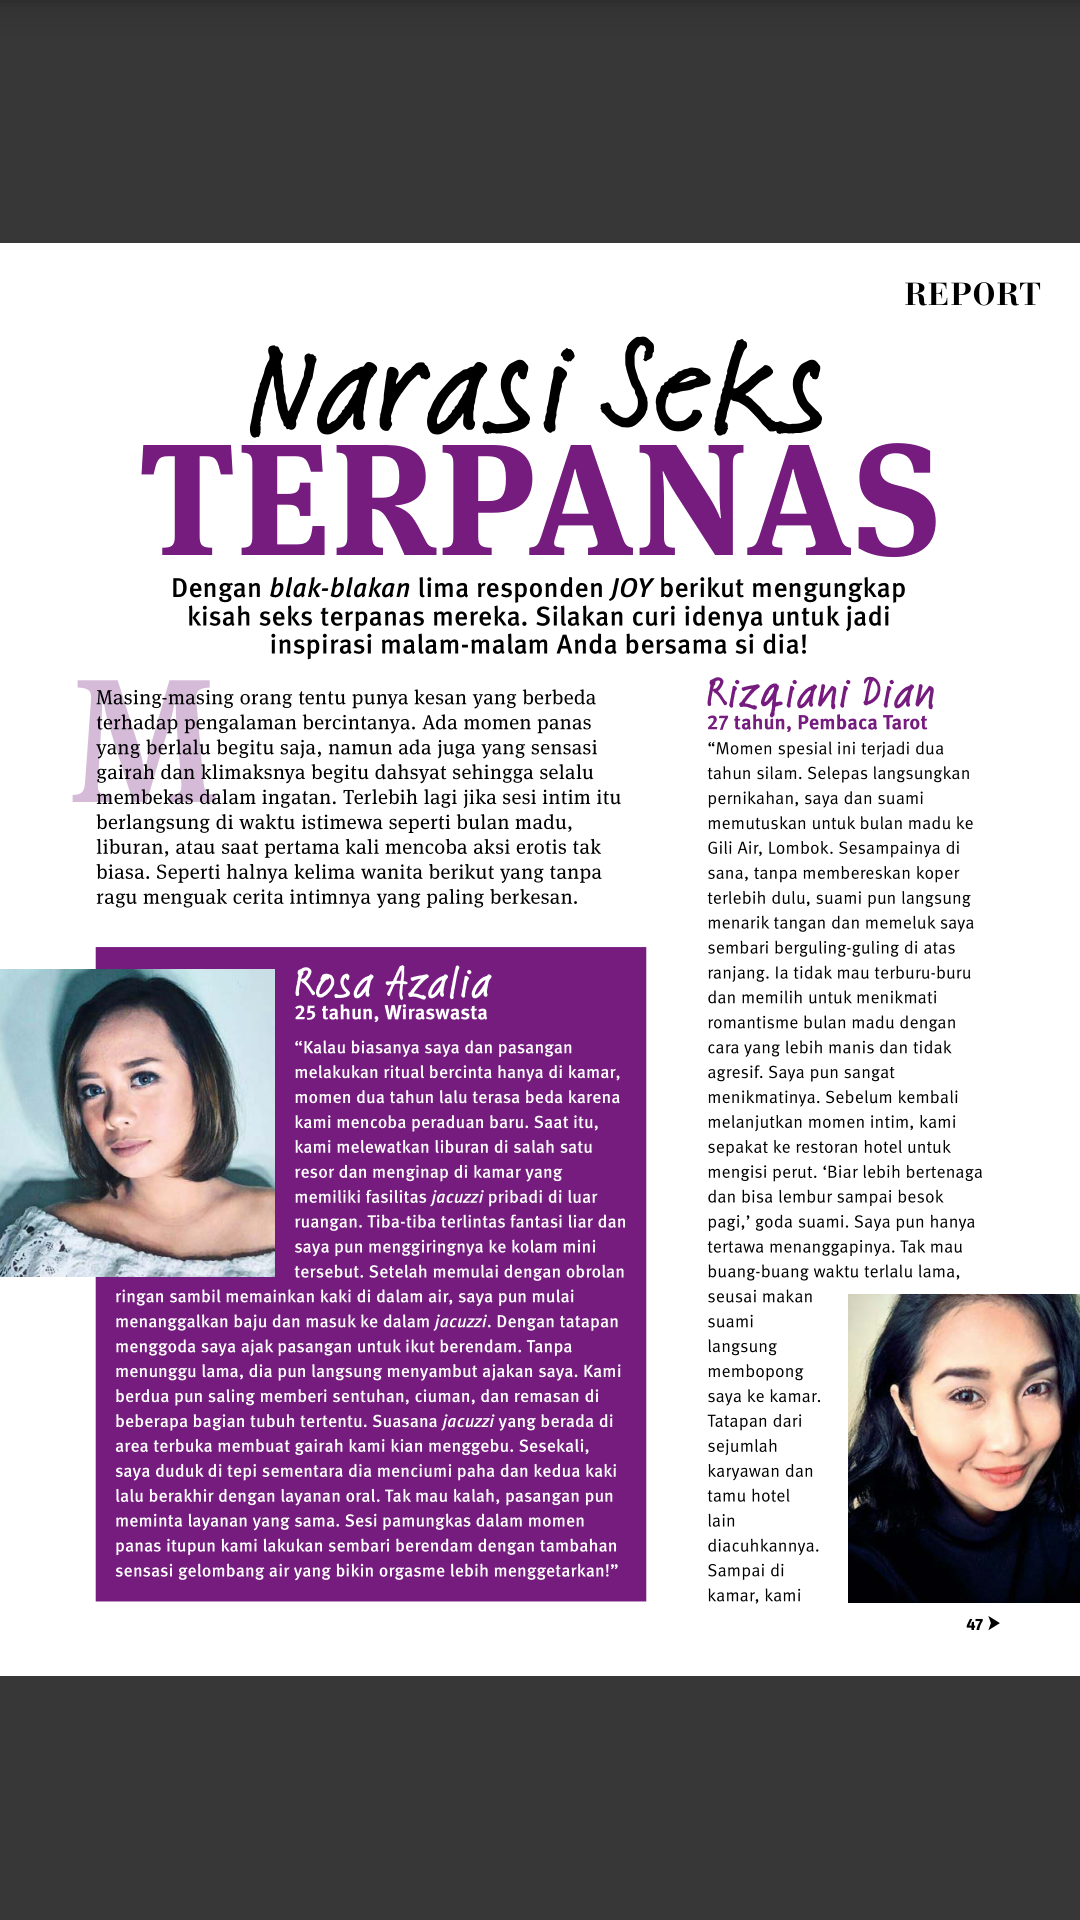 REPORT
Narasi Seks
TERPANAS
Dengan blak-blakan lima responden JOY berikut mengungkap
kisah seks terpanas mereka. Silakan curi idenya untuk jadi
inspirasi malam-malam Anda bersama si dia!
M
Masing-masing orang tentu punya kesan yang berbeda
terhadap pengalaman bercintanya. Ada momen panas
yang berlalu begitu saja, namun ada juga yang sensasi
gairah dan klimaksnya begitu dahsyat sehingga selalu
membekas dalam ingatan. Terlebih lagi jika sesi intim itu
berlangsung di waktu istimewa seperti bulan madu,
liburan, atau saat pertama kali mencoba aksi erotis tak
biasa. Seperti halnya kelima wanita berikut yang tanpa
ragu menguak cerita intimnya yang paling berkesan.
Rosa Azalia
25 tahun, Wiraswasta
“Kalau biasanya saya dan pasangan
melakukan ritual bercinta hanya di kamar,
momen dua tahun lalu terasa beda karena
kami mencoba peraduan baru. Saat itu,
kami melewatkan liburan di salah satu
resor dan menginap di kamar yang
memiliki fasilitas jacuzzi pribadi di luar
ruangan. Tiba-tiba terlintas fantasi liar dan
saya pun menggiringnya ke kolam mini
tersebut. Setelah memulai dengan obrolan
ringan sambil memainkan kaki di dalam air, saya pun mulai
menanggalkan baju dan masuk ke dalam jacuzzi. Dengan tatapan
menggoda saya ajak pasangan untuk ikut berendam. Tanpa
menunggu lama, dia pun langsung menyambut ajakan saya. Kami
berdua pun saling memberi sentuhan, ciuman, dan remasan di
beberapa bagian tubuh tertentu. Suasana jacuzzi yang berada di
area terbuka membuat gairah kami kian menggebu. Sesekali,
saya duduk di tepi sementara dia menciumi paha dan kedua kaki
lalu berakhir dengan layanan oral. Tak mau kalah, pasangan pun
meminta layanan yang sama. Sesi pamungkas dalam momen
panas itupun kami lakukan sembari berendam dengan tambahan
sensasi gelombang air yang bikin orgasme lebih menggetarkan!”
Rizqiani Dian
27 tahun, Pembaca Tarot
“Momen spesial ini terjadi dua
tahun silam. Selepas langsungkan
pernikahan, saya dan suami
memutuskan untuk bulan madu ke
Gili Air, Lombok. Sesampainya di
sana, tanpa membereskan koper
terlebih dulu, suami pun langsung
menarik tangan dan memeluk saya
sembari berguling-guling di atas
ranjang. Ia tidak mau terburu-buru
dan memilih untuk menikmati
romantisme bulan madu dengan
cara yang lebih manis dan tidak
agresif. Saya pun sangat
menikmatinya. Sebelum kembali
melanjutkan momen intim, kami
sepakat ke restoran hotel untuk
mengisi perut. ‘Biar lebih bertenaga
dan bisa lembur sampai besok
pagi,’ goda suami. Saya pun hanya
tertawa menanggapinya. Tak mau
buang-buang waktu terlalu lama,
seusai makan
suami
langsung
membopong
saya ke kamar.
Tatapan dari
sejumlah
karyawan dan
tamu hotel
lain
diacuhkannya.
Sampai di
kamar, kami
47